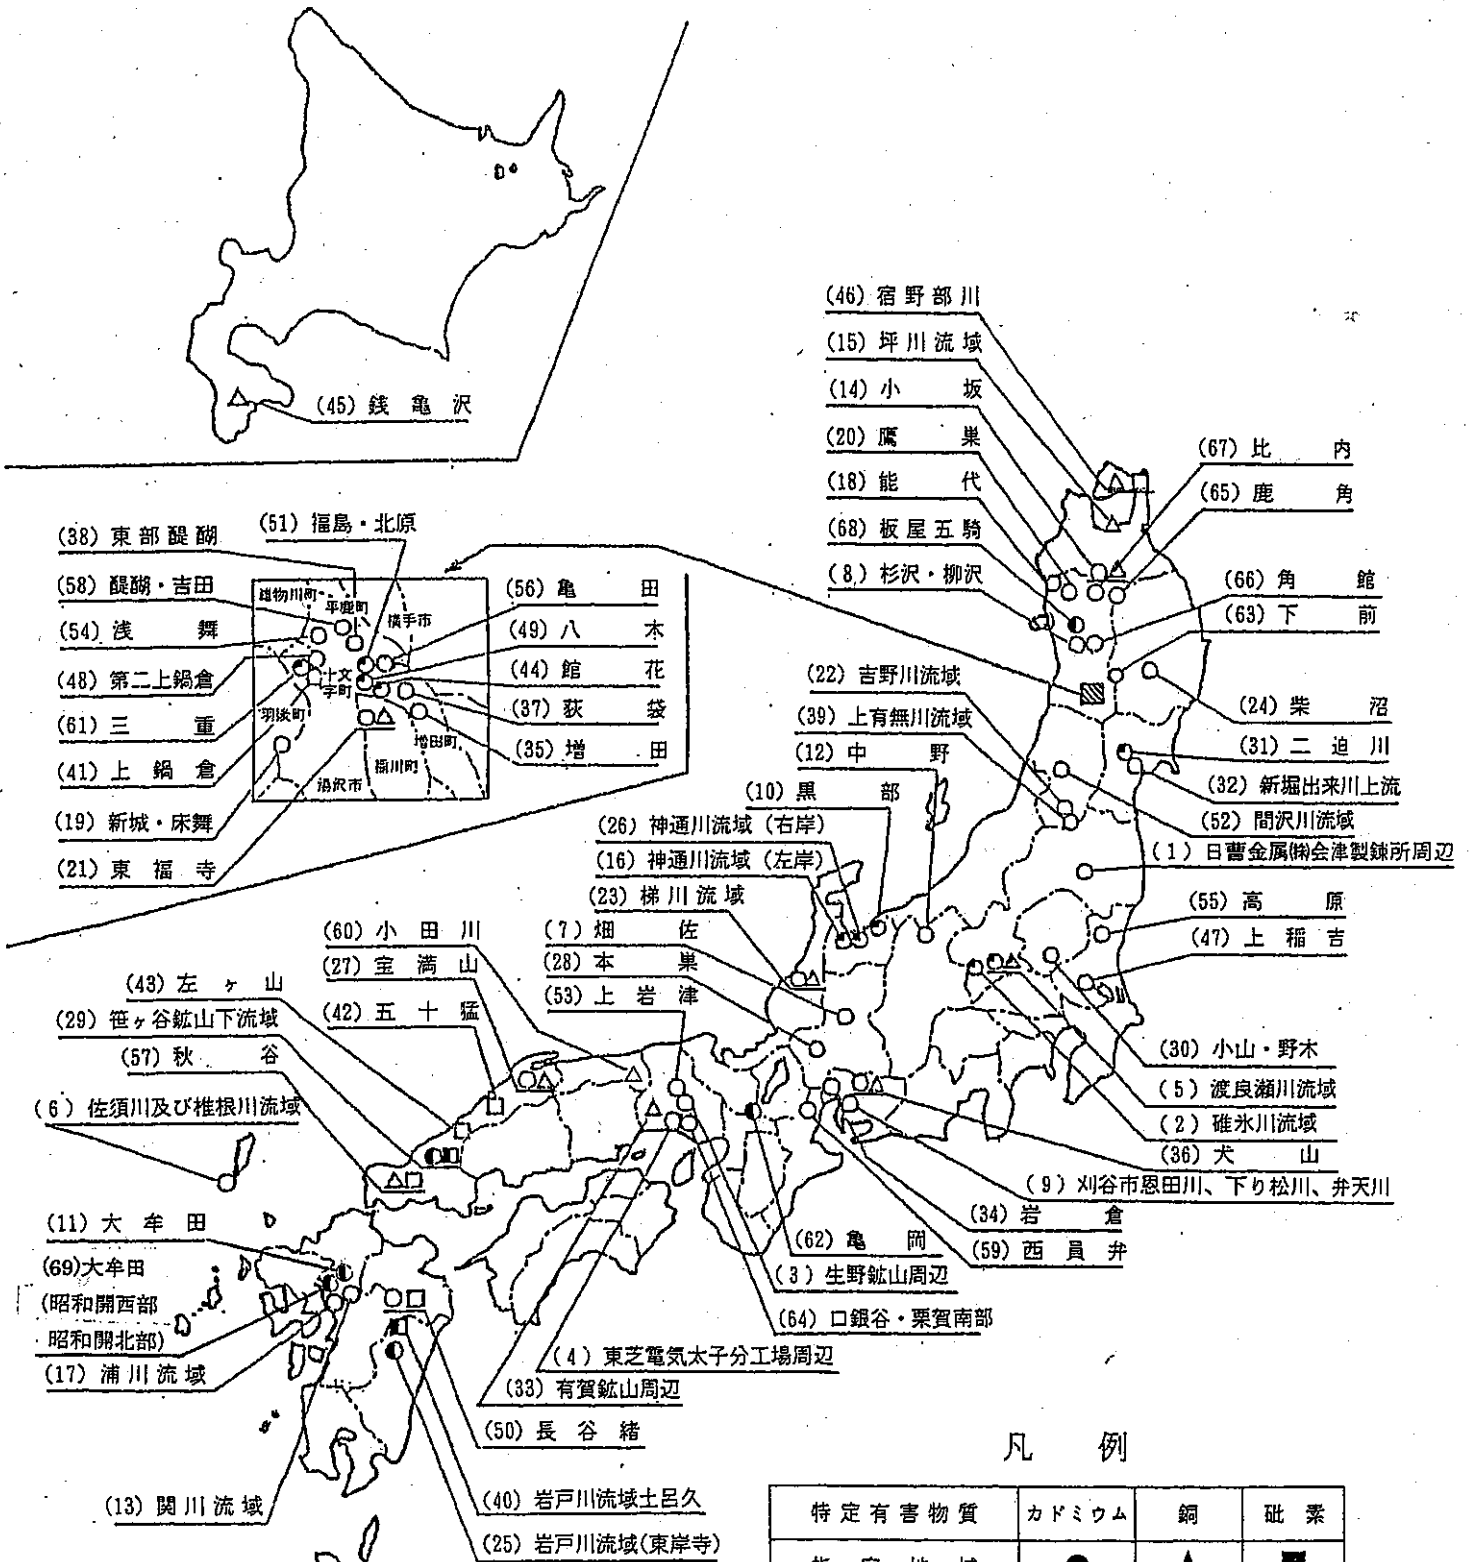 (45) 銭亀沢
(46) 宿野部川
(15) 坪川流域
(14) 小坂
(20) 鷹巣
(18) 能代
(68) 板屋五騎
(8) 杉沢・柳沢
(67) 比内
(65) 鹿角
(66) 角館
(63) 下前
(22) 吉野川流域
(39) 上有無川流域
(12) 中野
(10) 黒部
(26) 神通川流域 (右岸)
(16) 神通川流域 (左岸)
(23) 梯川流域
(24) 柴沼
(31) 二迫川
(32) 新堀出来川上流
(52) 間沢川流域
(1) 日曹金属㈱会津製錬所周辺
(55) 高原
(47) 上稲吉
(38) 東部醍醐
(51) 福島・北原
(58) 醍醐・吉田
(54) 浅舞
(48) 第二上鍋倉
(61) 三重
(41) 上鍋倉
(19) 新城・床舞
(21) 東福寺
雄物川町
平鹿町
横手市
十文
字町
羽後町
増田町
稲川町
湯沢市
(56) 亀田
(49) 八木
(44) 館花
(37) 荻袋
(35) 増田
(60) 小田川
(27) 宝満山
(42) 五十猛
(43) 左ヶ山
(29) 笹ヶ谷鉱山下流域
(57) 秋谷
(6) 佐須川及び椎根川流域
(7) 畑佐
(28) 本巣
(53) 上岩津
(30) 小山・野木
(5) 渡良瀬川流域
(2) 碓氷川流域
(36) 犬山
(9) 刈谷市恩田川、下り松川、弁天川
(34) 岩倉
(59) 西員弁
(62) 亀岡
(3) 生野鉱山周辺
(64) 口銀谷・粟賀南部
(4) 東芝電気太子分工場周辺
(33) 有賀鉱山周辺
(50) 長谷緒
(11) 大牟田
(69) 大牟田
(昭和開西部
昭和開北部)
(17) 浦川流域
(13) 関川流域
(40) 岩戸川流域土呂久
(25) 岩戸川流域(東岸寺)
凡例
特定有害物質 カドミウム 銅 砒素
指定地域